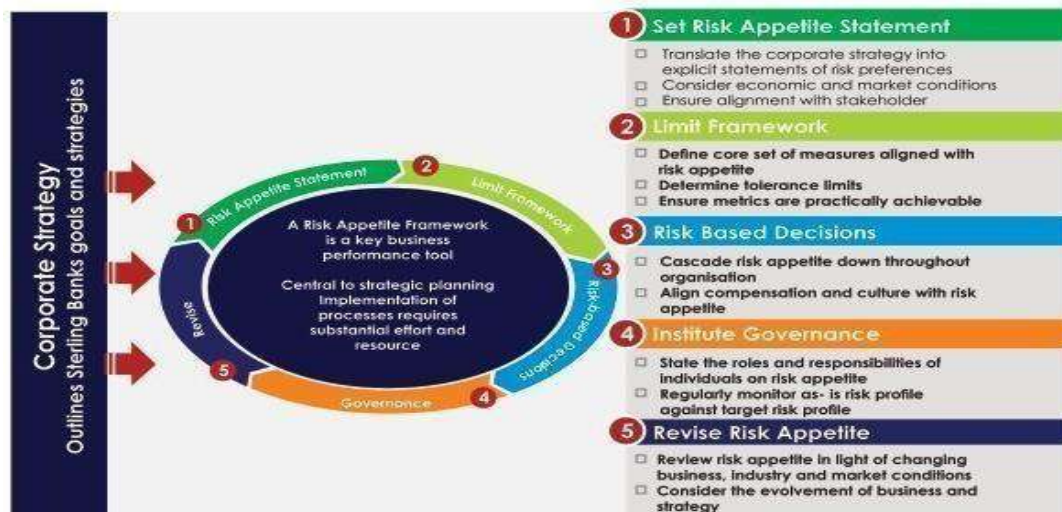 Corporate Strategy
Outlines Sterling Banks goals and strategies
1
Risk Appetite Statement
2
Limit Framework
3
Risk-based Decisions
4
Governance
5
Revise
A Risk Appetite Framework
is a key business
performance tool
Central to strategic planning
Implementation of
processes requires
substantial effort and
resource
1 Set Risk Appetite Statement
Translate the corporate strategy into
explicit statements of risk preferences
Consider economic and market conditions
Ensure alignment with stakeholder
2 Limit Framework
Define core set of measures aligned with
risk appetite
Determine tolerance limits
Ensure metrics are practically achievable
3 Risk Based Decisions
Cascade risk appetite down throughout
organisation
Align compensation and culture with risk
appetite
4 Institute Governance
State the roles and responsibilities of
individuals on risk appetite
Regularly monitor as- is risk profile
against target risk profile
5 Revise Risk Appetite
Review risk appetite in light of changing
business, industry and market conditions
Consider the evolvement of business and
strategy